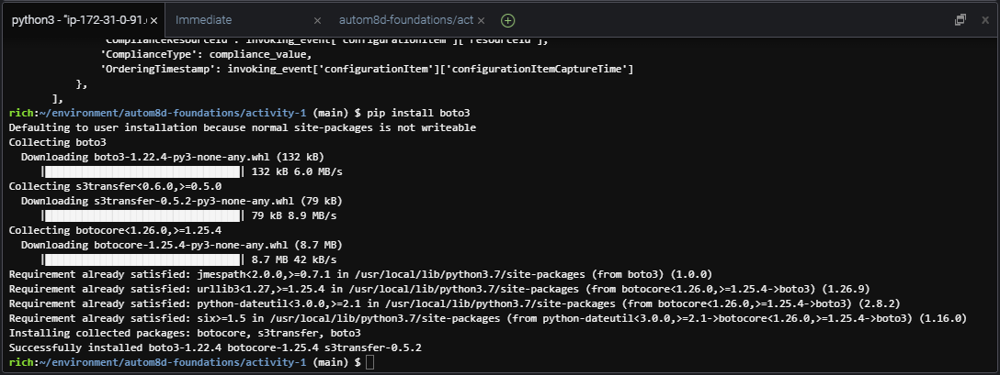 python3 - "ip-172-31-0-91.
Immediate
autom8d-foundations/act
'ComplianceResourceId': invoking_event['configurationItem']['resourceId'],
'ComplianceType': compliance_value,
'OrderingTimestamp': invoking_event['configurationItem']['configurationItemCaptureTime']
},
],
rich:~/environment/autom8d-foundations/activity-1 (main) $ pip install boto3
Defaulting to user installation because normal site-packages is not writeable
Collecting boto3
Downloading boto3-1.22.4-py3-none-any.whl (132 kB)
|████████████████████████████████| 132 kB 6.0 MB/s
Collecting s3transfer<0.6.0,>=0.5.0
Downloading s3transfer-0.5.2-py3-none-any.whl (79 kB)
|████████████████████████████████| 79 kB 8.9 MB/s
Collecting botocore<1.26.0,>=1.25.4
Downloading botocore-1.25.4-py3-none-any.whl (8.7 MB)
|████████████████████████████████| 8.7 MB 42 kB/s
Requirement already satisfied: jmespath<2.0.0,>=0.7.1 in /usr/local/lib/python3.7/site-packages (from boto3) (1.0.0)
Requirement already satisfied: urllib3<1.27,>=1.25.4 in /usr/local/lib/python3.7/site-packages (from botocore<1.26.0,>=1.25.4->boto3) (1.26.9)
Requirement already satisfied: python-dateutil<3.0.0,>=2.1 in /usr/local/lib/python3.7/site-packages (from botocore<1.26.0,>=1.25.4->boto3) (2.8.2)
Requirement already satisfied: six>=1.5 in /usr/local/lib/python3.7/site-packages (from python-dateutil<3.0.0,>=2.1->botocore<1.26.0,>=1.25.4->boto3) (1.16.0)
Installing collected packages: botocore, s3transfer, boto3
Successfully installed boto3-1.22.4 botocore-1.25.4 s3transfer-0.5.2
rich:~/environment/autom8d-foundations/activity-1 (main) $